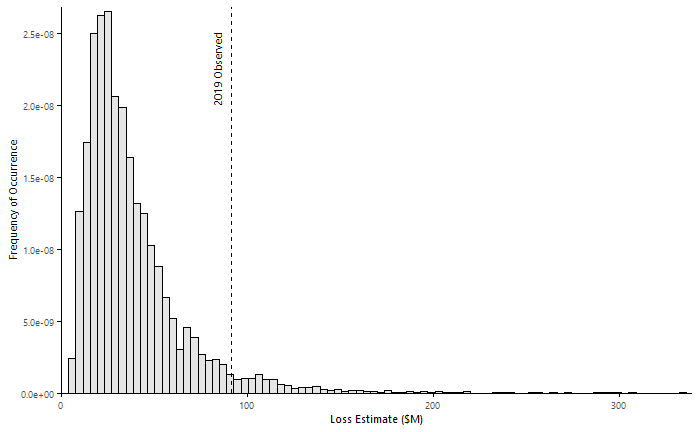 2.5e-08
2.0e-08
1.5e-08
1.0e-08
5.0e-09
0.0e+00
Frequency of Occurrence
2019 Observed
0
100
200
300
Loss Estimate ($M)